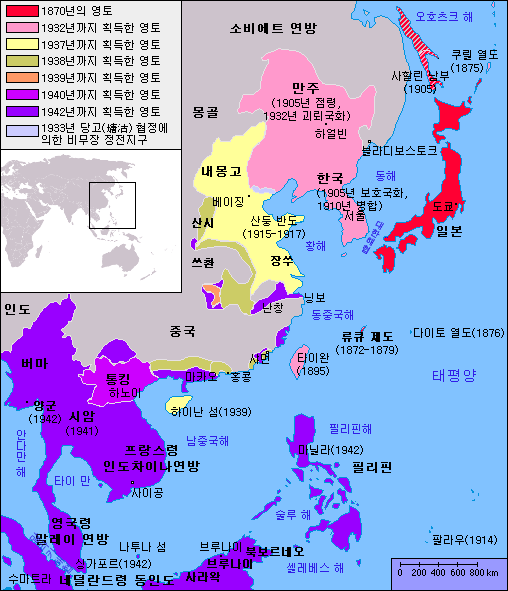 1870년의 영토
1932년까지 획득한 영토
1937년까지 획득한 영토
1938년까지 획득한 영토
1939년까지 획득한 영토
1940년까지 획득한 영토
1942년까지 획득한 영토
1933년 당고(塘沽) 협정에
의한 비무장 정전지구
소비에트 연방
오호츠크 해
쿠릴 열도
(1875)
사할린 남부
(1905)
만주
(1905년 점령,
1932년 괴뢰국화)
하얼빈
몽골
블라디보스토크
내몽고
베이징
동해
한국
(1905년 보호국화,
1910년 병합)
서울
도쿄
일본
산시
산둥 반도
(1915-1917)
황해
쓰촨
장쑤
닝보
난창
동중국해
인도
중국
류큐 제도
(1872-1879)
다이토 열도(1876)
샤먼
타이완
(1895)
버마
통킹
하노이
마카오
홍콩
태평양
양군
(1942)
시암
(1941)
하이난 섬(1939)
안다만 해
남중국해
필리핀해
프랑스령
인도차이나연방
마닐라(1942)
필리핀
타이 만
사이공
술루 해
영국령
말레이 연방
나투나 섬
브루나이
북보르네오
팔라우(1914)
싱가포르(1942)
브루나이
셀레베스 해
수마트라
네덜란드령 동인도
사라왁
0 200 400 600 800 km